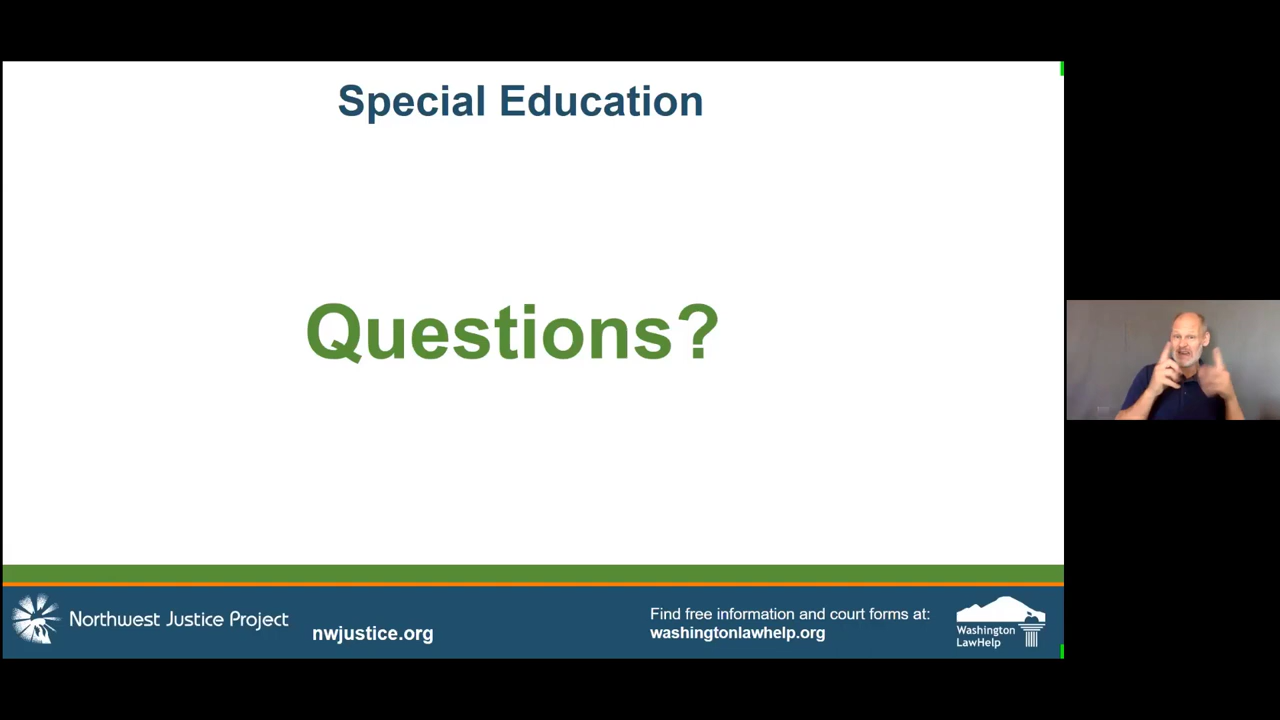 Special Education
Questions?
Northwest Justice Project
nwjustice.org
Find free information and court forms at:
washingtonlawhelp.org
Washington
LawHelp